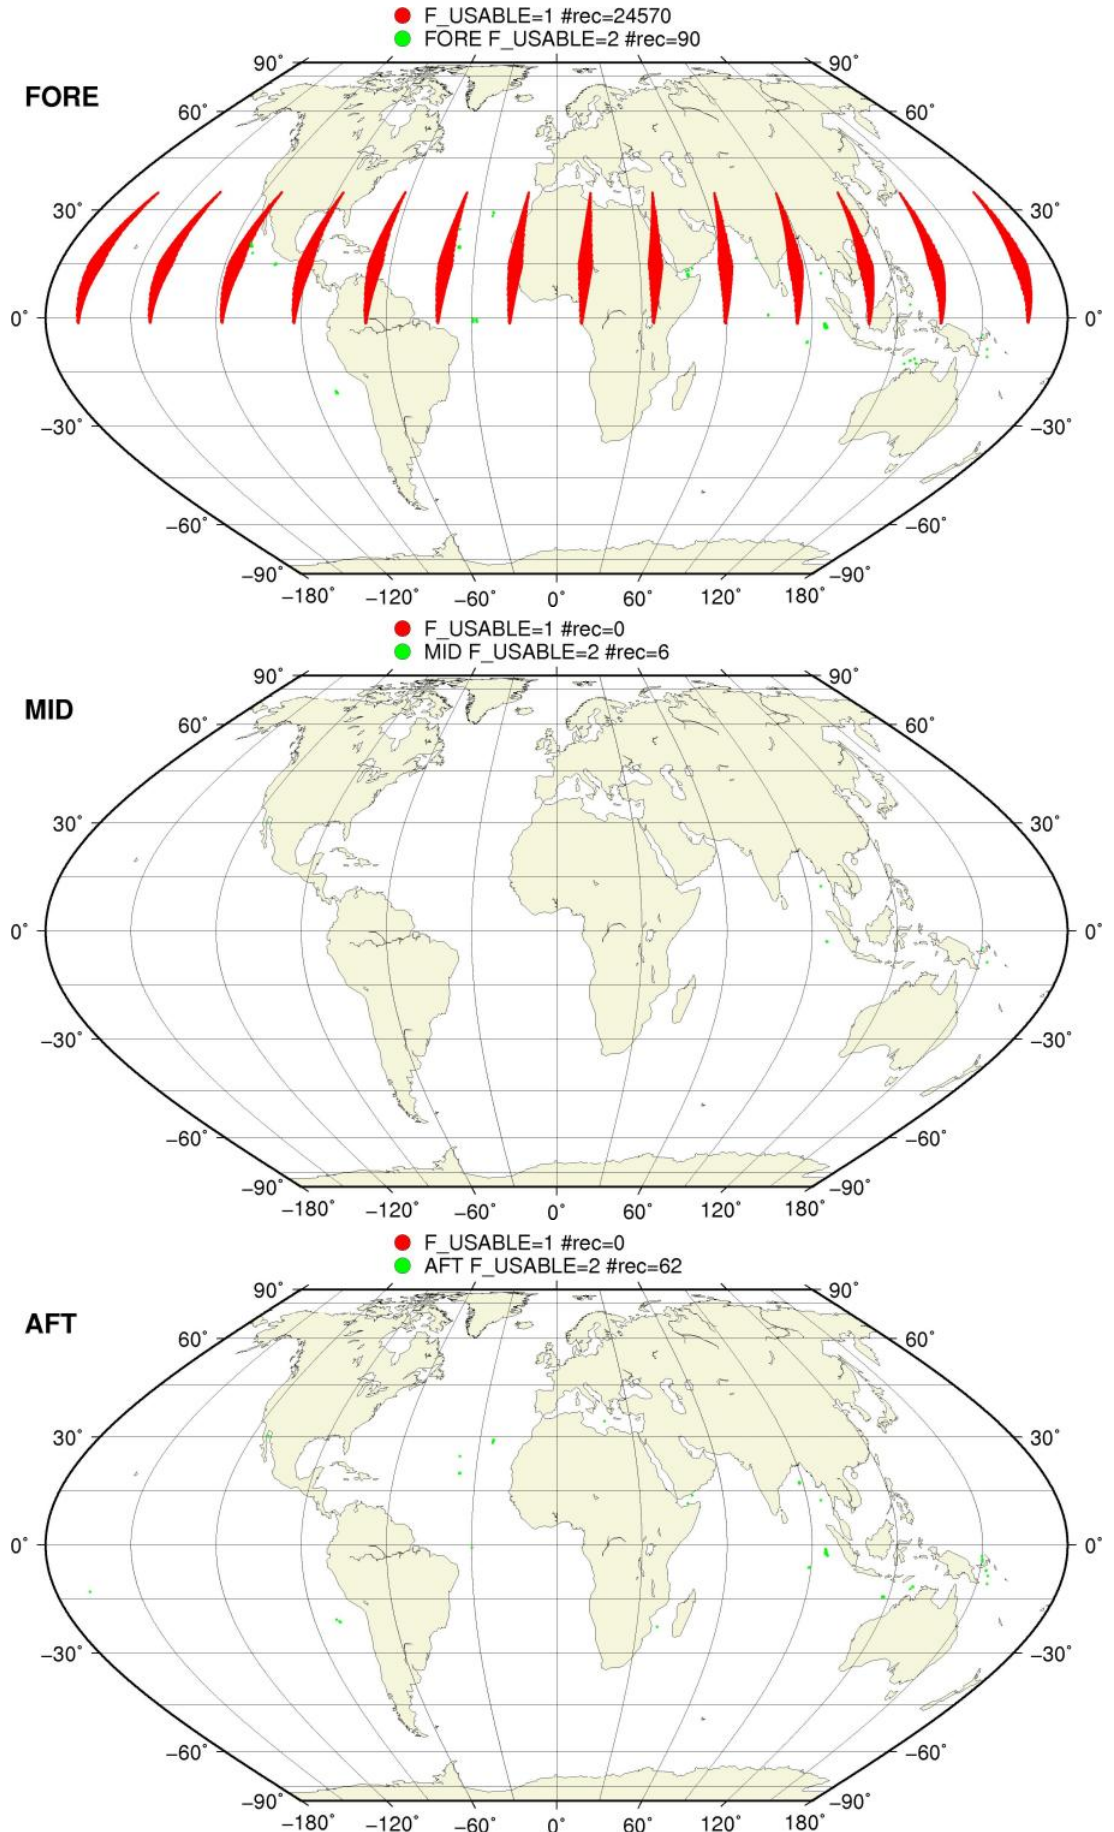 F_USABLE=1 #rec=24570
FORE F_USABLE=2 #rec=90
FORE
90° 90°
60° 60°
30° 30°
0° 0°
−30° −30°
−60° −60°
−90° −90°
−180° −120° −60° 0° 60° 120° 180°
F_USABLE=1 #rec=0
MID F_USABLE=2 #rec=6
MID
90° 90°
60° 60°
30° 30°
0° 0°
−30° −30°
−60° −60°
−90° −90°
−180° −120° −60° 0° 60° 120° 180°
F_USABLE=1 #rec=0
AFT F_USABLE=2 #rec=62
AFT
90° 90°
60° 60°
30° 30°
0° 0°
−30° −30°
−60° −60°
−90° −90°
−180° −120° −60° 0° 60° 120° 180°